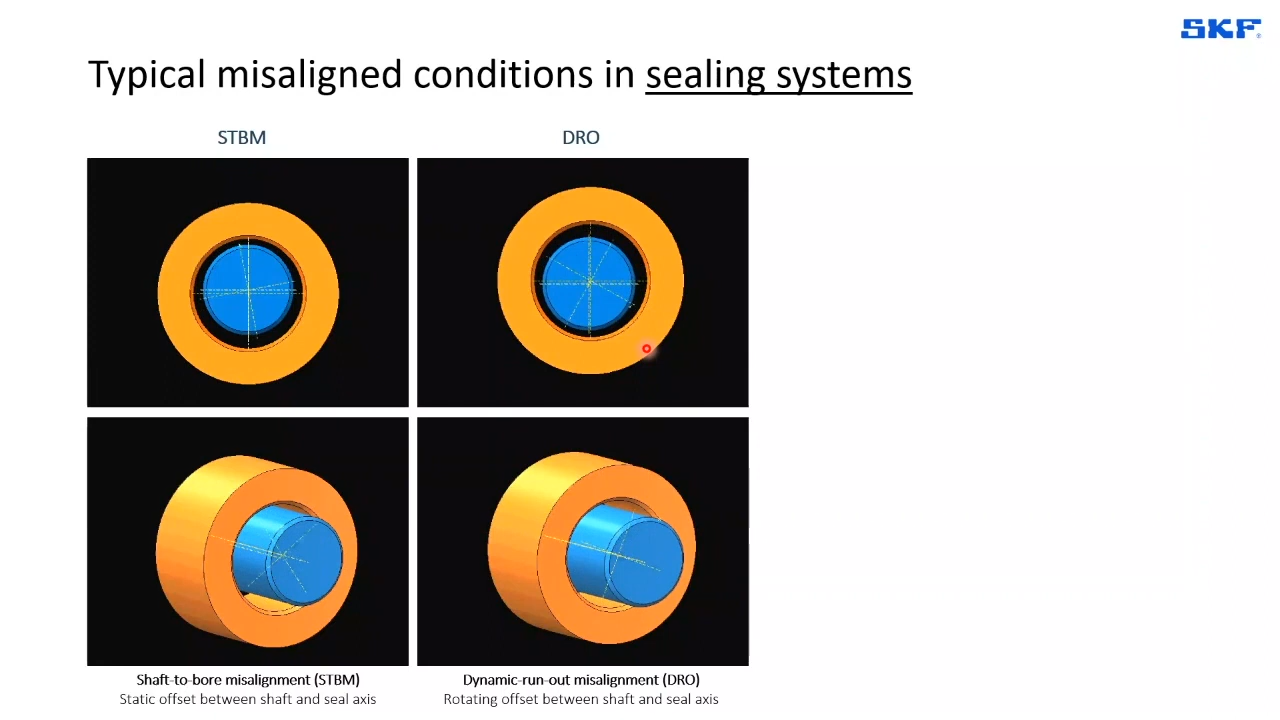 SKF®
Typical misaligned conditions in sealing systems
STBM
DRO
Shaft-to-bore misalignment (STBM)
Static offset between shaft and seal axis
Dynamic-run-out misalignment (DRO)
Rotating offset between shaft and seal axis